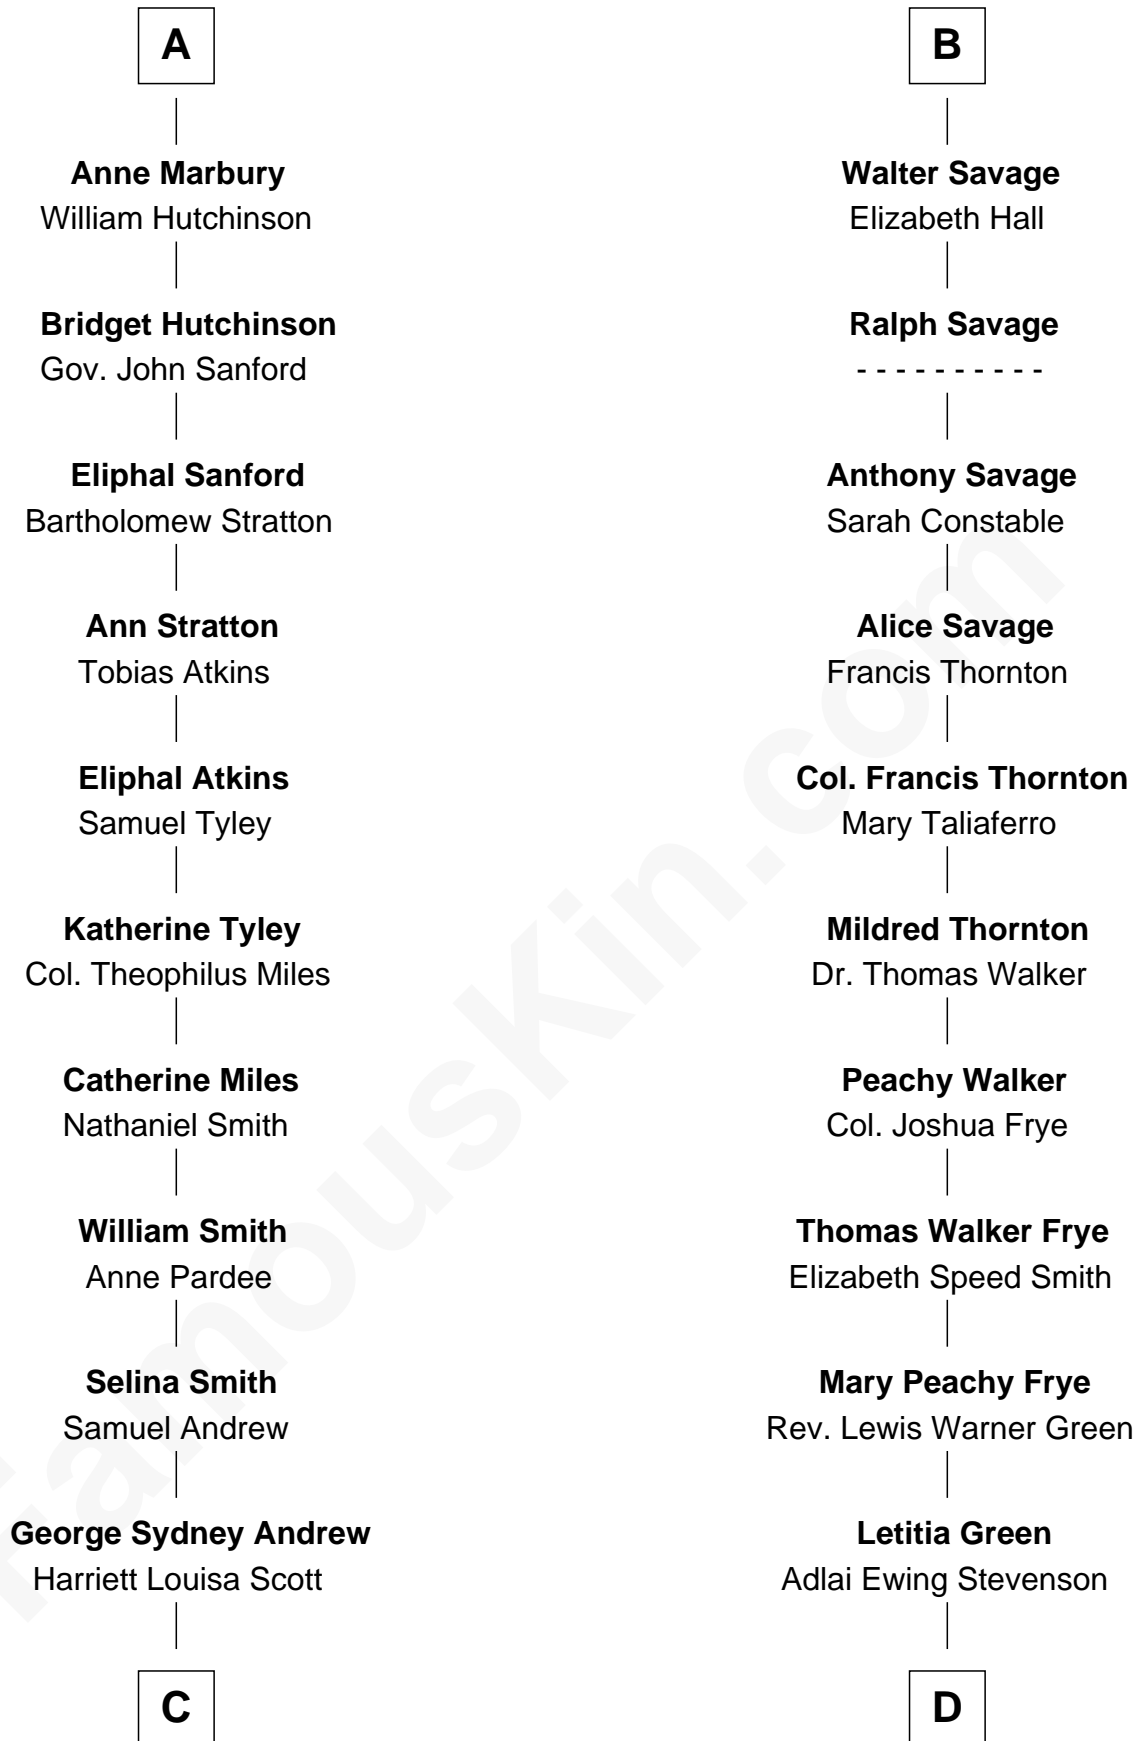 A
Anne Marbury
William Hutchinson
Bridget Hutchinson
Gov. John Sanford
Eliphal Sanford
Bartholomew Stratton
Ann Stratton
Tobias Atkins
Eliphal Atkins
Samuel Tyley
Katherine Tyley
Col. Theophilus Miles
Catherine Miles
Nathaniel Smith
William Smith
Anne Pardee
Selina Smith
Samuel Andrew
George Sydney Andrew
Harriett Louisa Scott
C
B
Walter Savage
Elizabeth Hall
Ralph Savage
- - - - - - - - - -
Anthony Savage
Sarah Constable
Alice Savage
Francis Thornton
Col. Francis Thornton
Mary Taliaferro
Mildred Thornton
Dr. Thomas Walker
Peachy Walker
Col. Joshua Frye
Thomas Walker Frye
Elizabeth Speed Smith
Mary Peachy Frye
Rev. Lewis Warner Green
Letitia Green
Adlai Ewing Stevenson
D
FamousKin.com